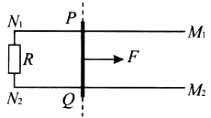 N₁ P M₁
R F
N₂ Q M₂